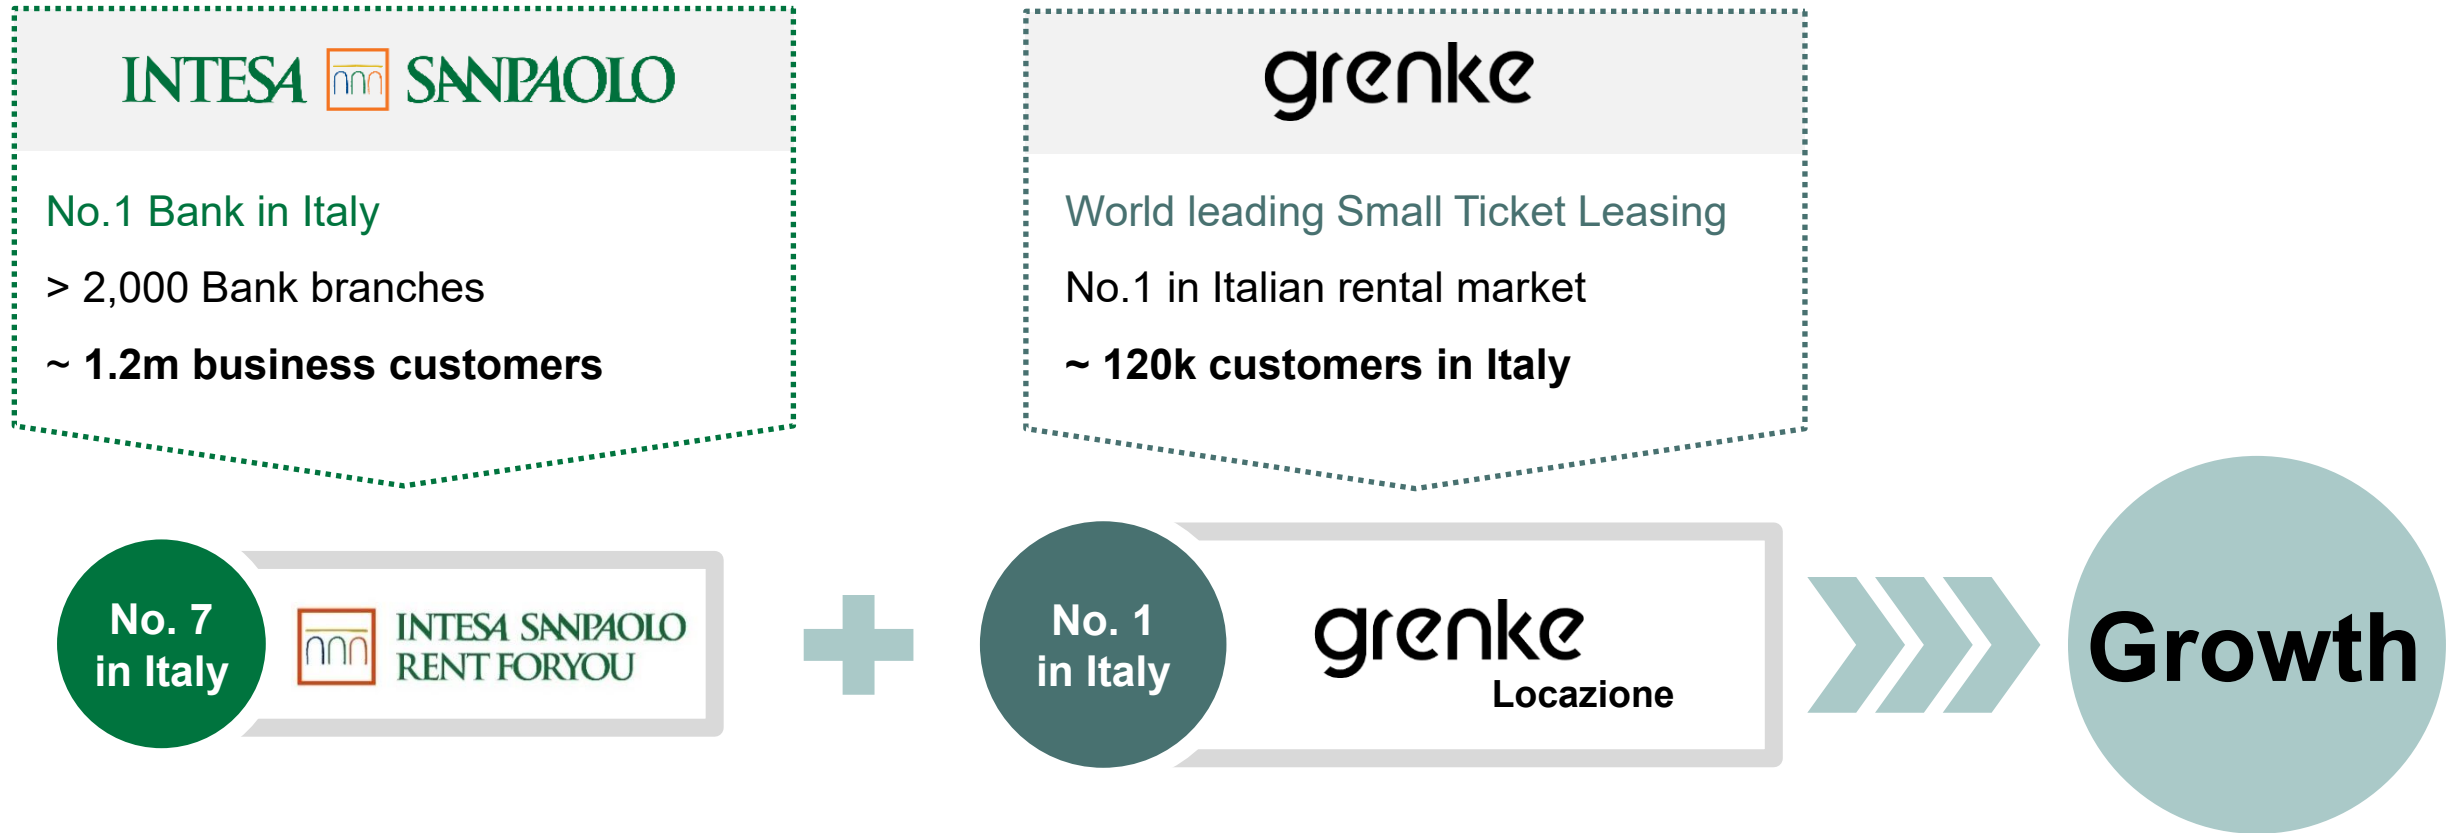 INTESA SANPAOLO
No.1 Bank in Italy
> 2,000 Bank branches
~ 1.2m business customers
grenke
World leading Small Ticket Leasing
No.1 in Italian rental market
~ 120k customers in Italy
No. 7
in Italy
INTESA SANPAOLO
RENT FORYOU
No. 1
in Italy
grenke
Locazione
Growth